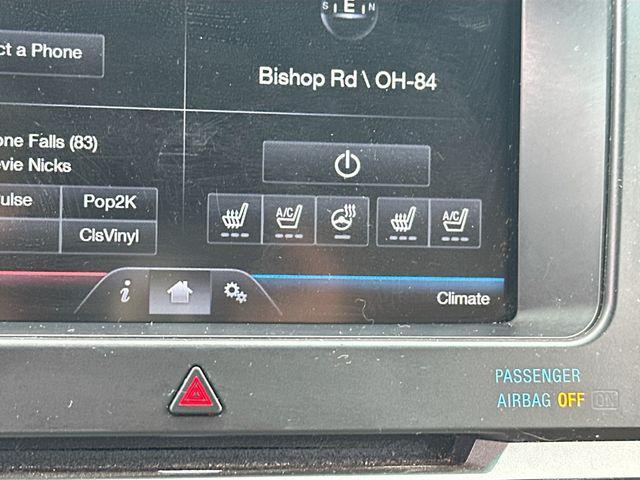 S E N
ct a Phone
Bishop Rd \ OH-84
one Falls (83)
vie Nicks
ulse
Pop2K
ClsVinyl
A/C
A/C
i
Climate
PASSENGER
AIRBAG OFF ON